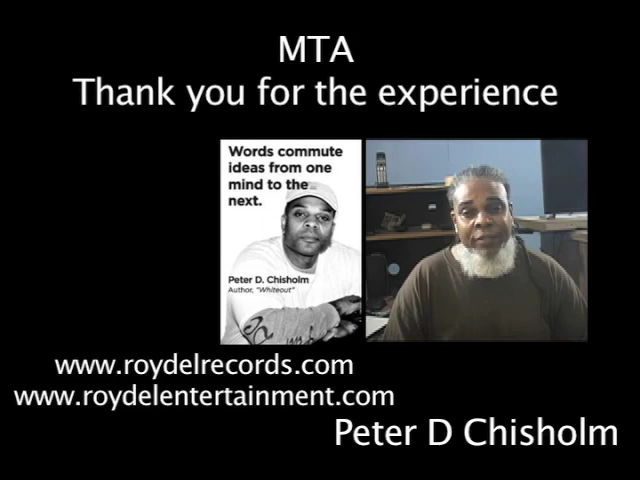 MTA
Thank you for the experience
Words commute
ideas from one
mind to the
next.
Peter D. Chisholm
Author, "Whiteout"
www.roydelrecords.com
www.roydelentertainment.com
Peter D Chisholm